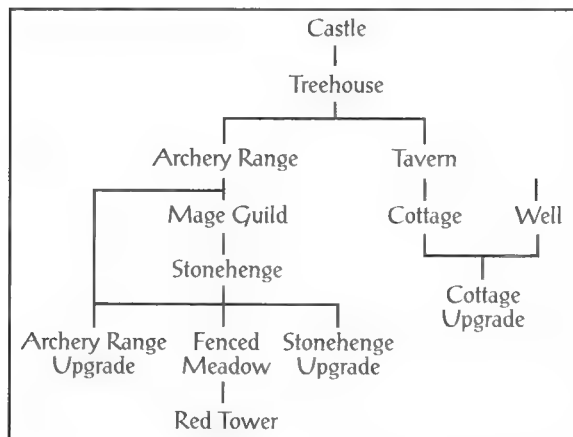 Castle
Treehouse
Archery Range Tavern
Mage Guild Cottage Well
Stonehenge
Cottage
Upgrade
Archery Range Fenced Stonehenge
Upgrade Meadow Upgrade
Red Tower